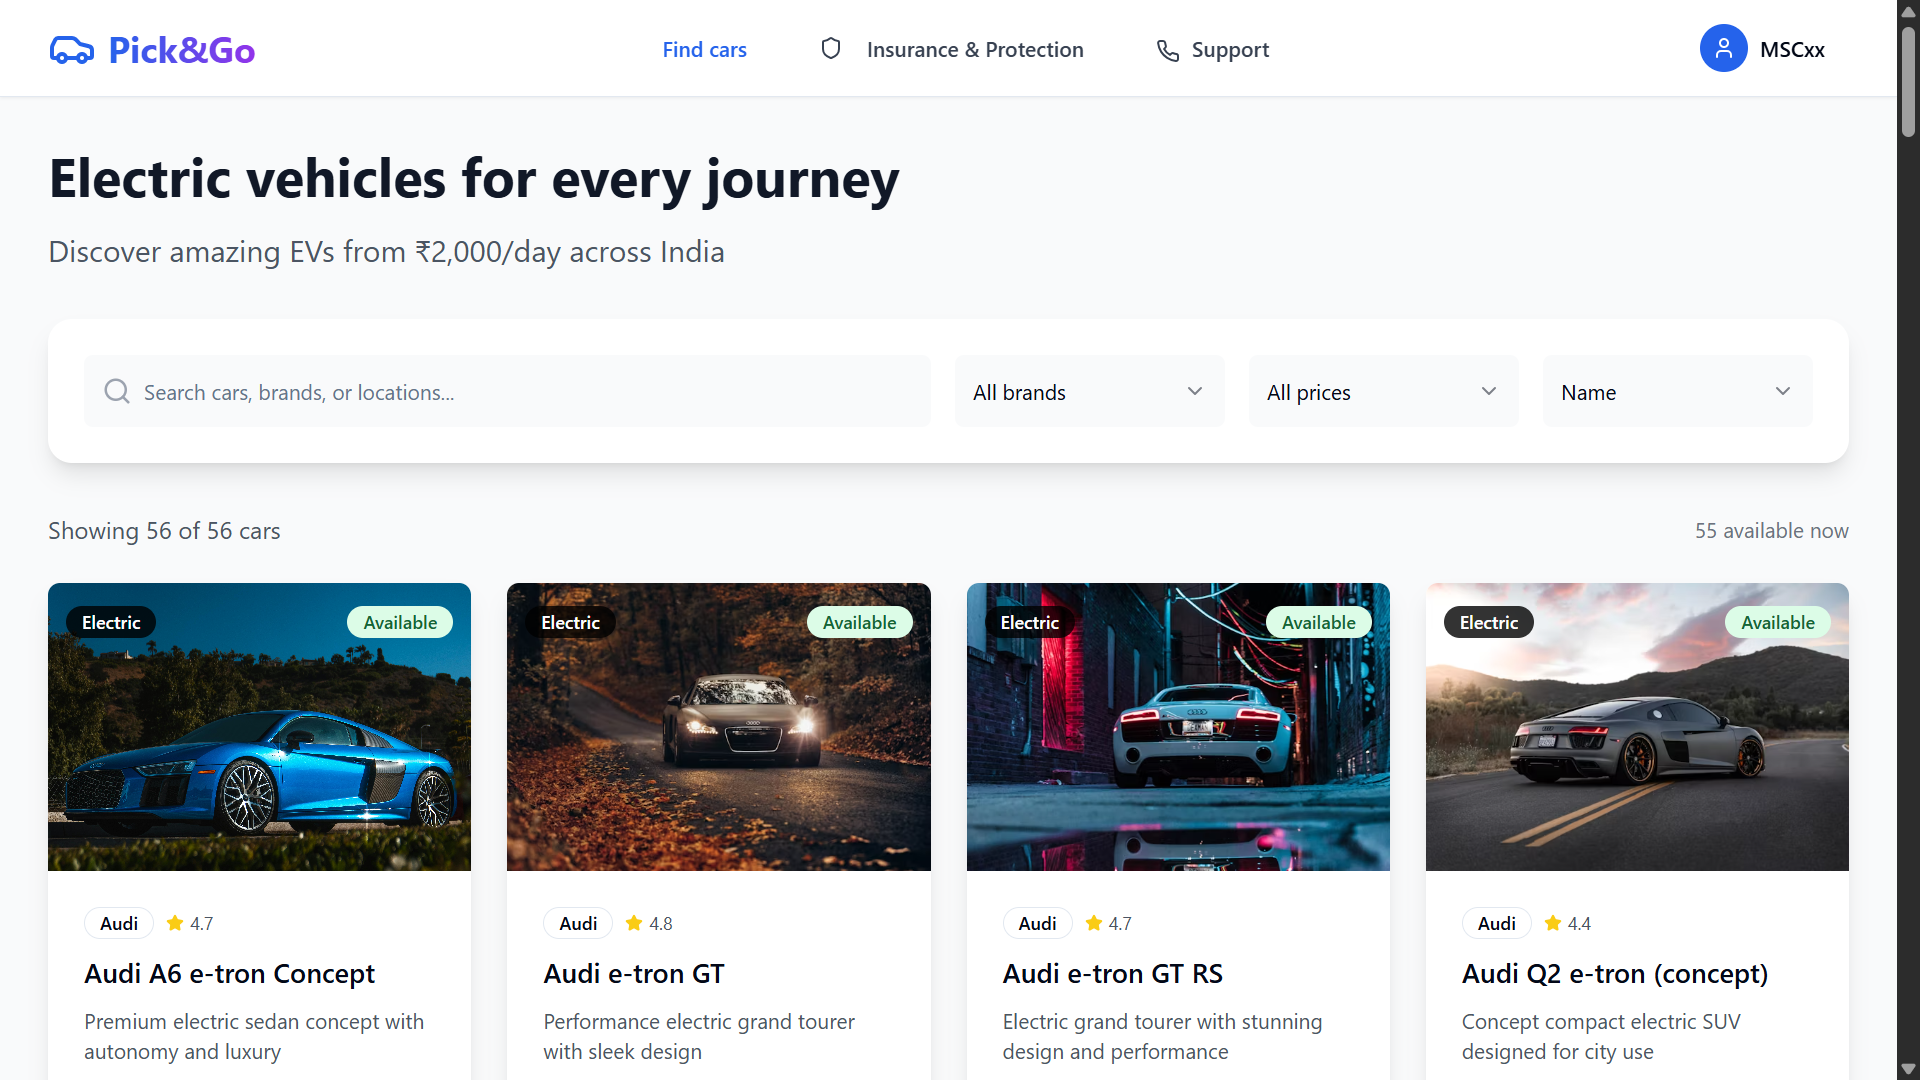 Pick&Go
Find cars
Insurance & Protection
Support
MSCxx
Electric vehicles for every journey
Discover amazing EVs from ₹2,000/day across India
Search cars, brands, or locations...
All brands
All prices
Name
Showing 56 of 56 cars
55 available now
Electric
Available
Electric
Available
Electric
Available
Electric
Available
Audi
4.7
Audi A6 e-tron Concept
Premium electric sedan concept with
autonomy and luxury
Audi
4.8
Audi e-tron GT
Performance electric grand tourer
with sleek design
Audi
4.7
Audi e-tron GT RS
Electric grand tourer with stunning
design and performance
Audi
4.4
Audi Q2 e-tron (concept)
Concept compact electric SUV
designed for city use